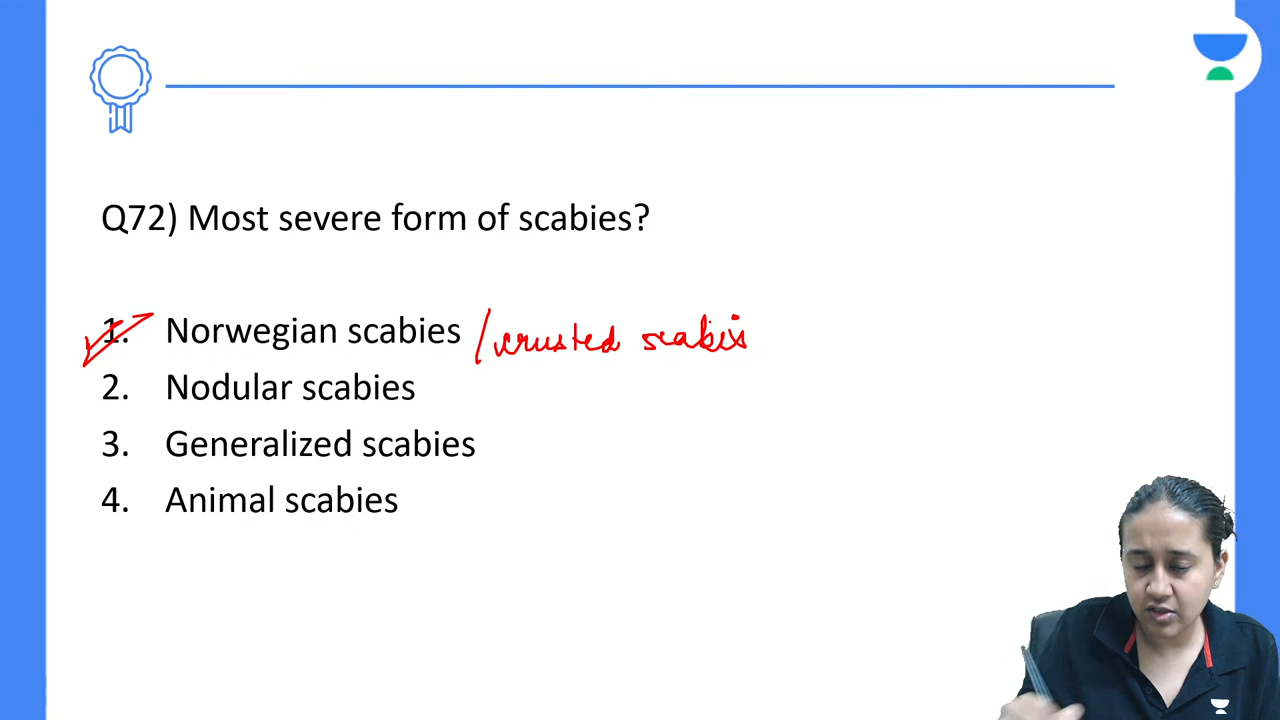 Q72) Most severe form of scabies?
1. Norwegian scabies /crusted scabies
2. Nodular scabies
3. Generalized scabies
4. Animal scabies